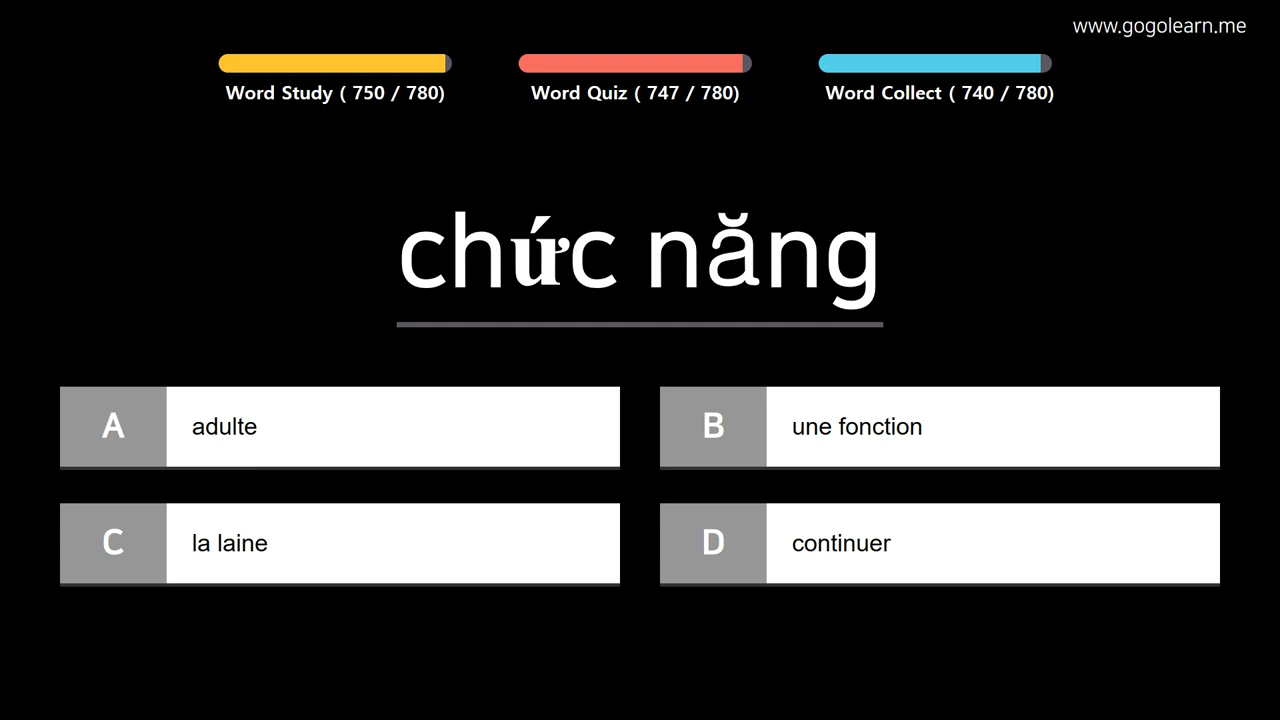 www.gogolearn.me
Word Study ( 750 / 780)
Word Quiz ( 747 / 780)
Word Collect ( 740 / 780)
chức năng
A adulte
B une fonction
C la laine
D continuer